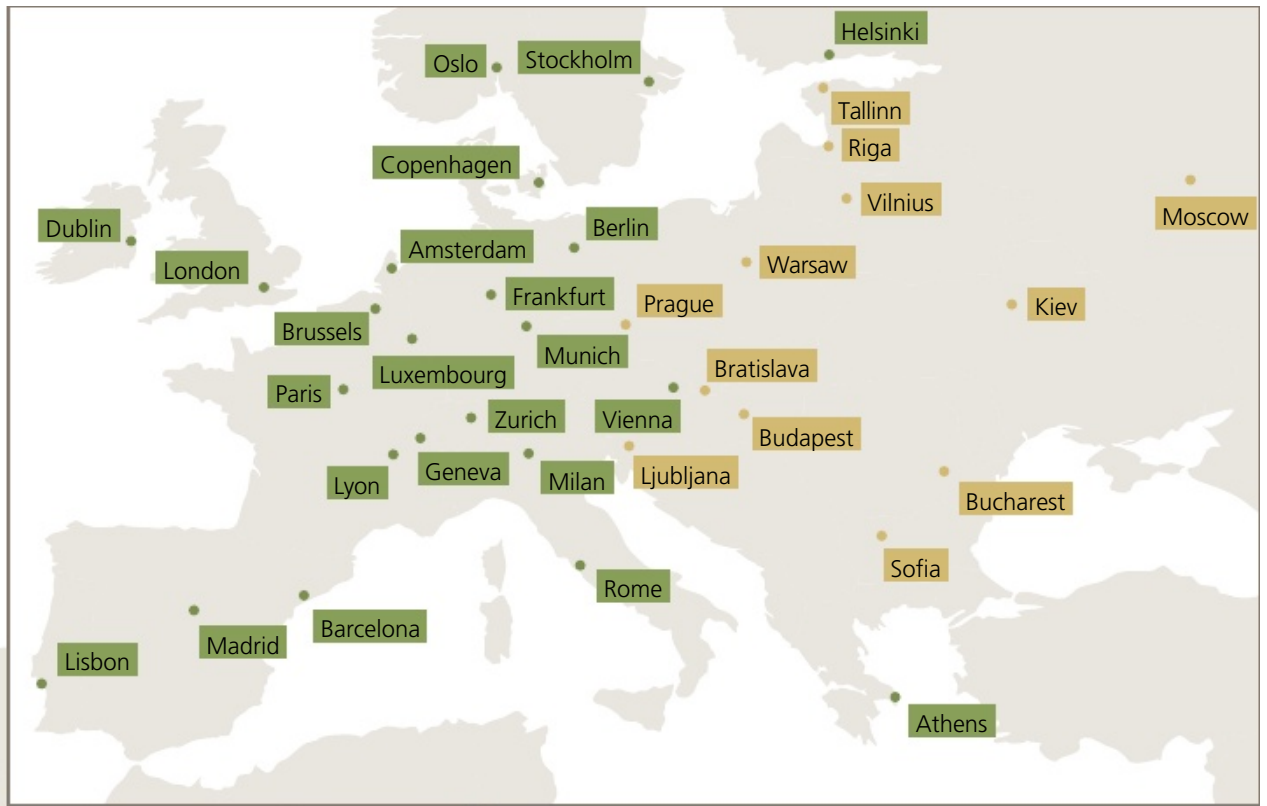 Helsinki
Oslo
Stockholm
Tallinn
Riga
Copenhagen
Vilnius
Moscow
Dublin
Berlin
Amsterdam
London
Warsaw
Frankfurt
Prague
Kiev
Brussels
Munich
Luxembourg
Bratislava
Paris
Zurich
Vienna
Budapest
Geneva
Lyon
Milan
Ljubljana
Bucharest
Sofia
Rome
Barcelona
Madrid
Lisbon
Athens